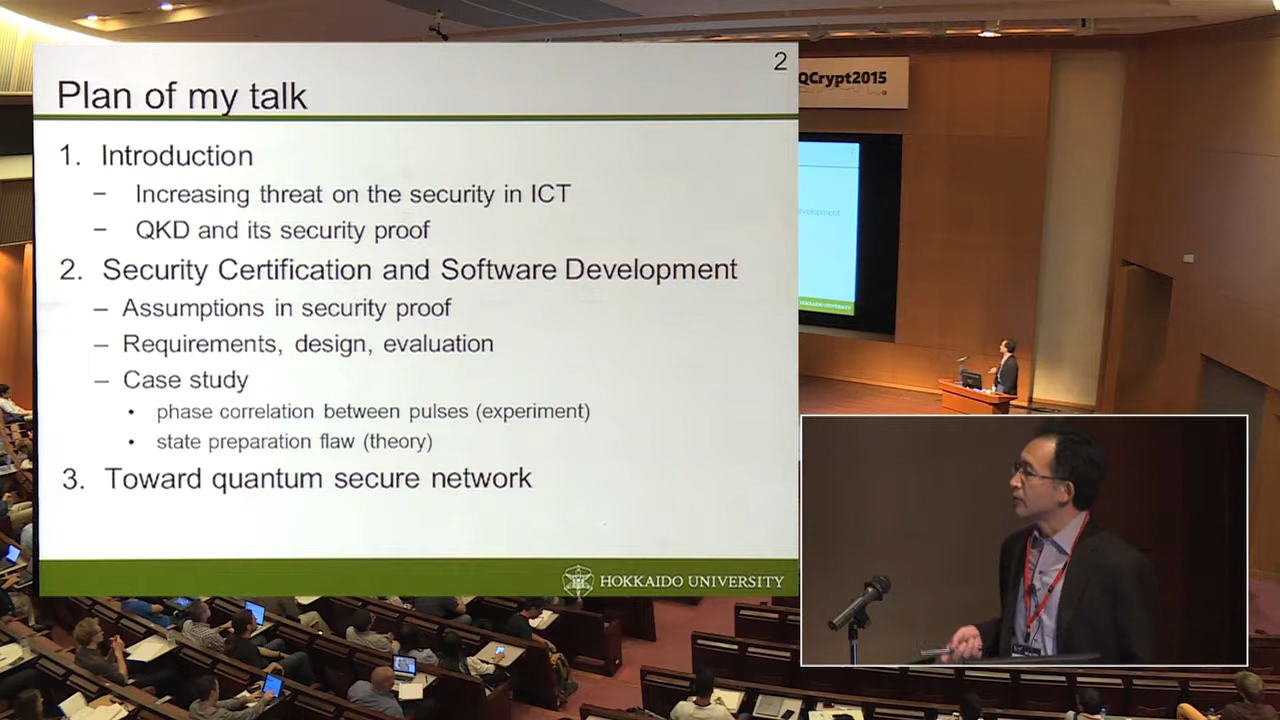 2
Plan of my talk
1. Introduction
– Increasing threat on the security in ICT
– QKD and its security proof
2. Security Certification and Software Development
– Assumptions in security proof
– Requirements, design, evaluation
– Case study
• phase correlation between pulses (experiment)
• state preparation flaw (theory)
3. Toward quantum secure network
HOKKAIDO UNIVERSITY
QCrypt2015
HOKKAIDO UNIVERSITY